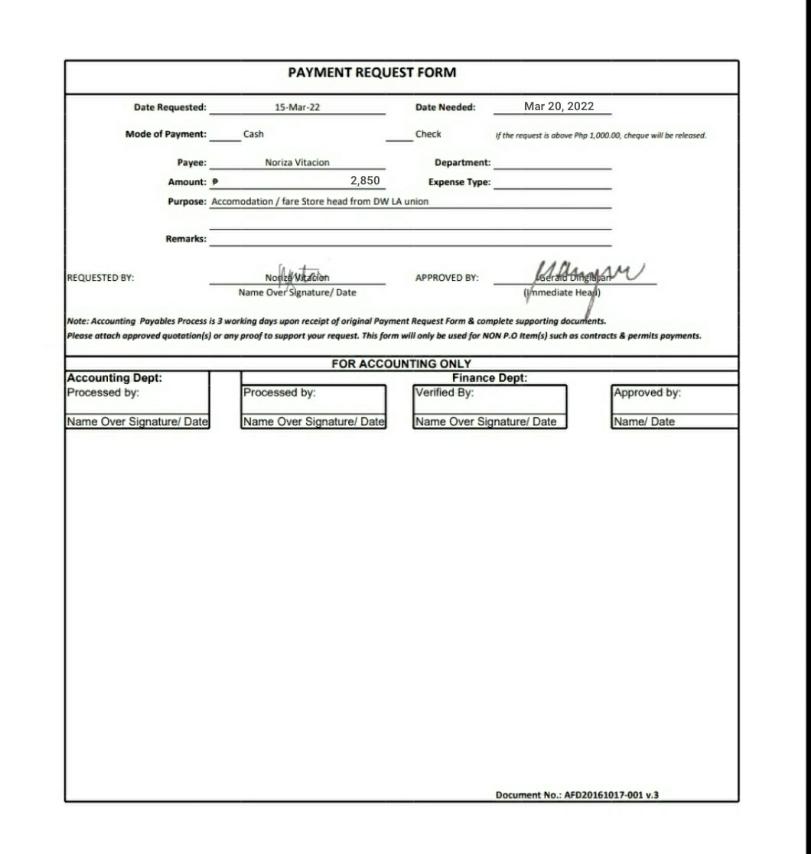 PAYMENT REQUEST FORM
Date Requested: 15-Mar-22 Date Needed: Mar 20, 2022
Mode of Payment: Cash Check If the request is above Php 1,000.00, cheque will be released.
Payee: Noriza Vitacion Department:
Amount: ₱ 2,850 Expense Type:
Purpose: Accomodation / fare Store head from DW LA union
Remarks:
REQUESTED BY: Noriza Vitacion APPROVED BY: Gerald
Name Over Signature/ Date (Immediate Head)
Note: Accounting Payables Process is 3 working days upon receipt of original Payment Request Form & complete supporting documents.
Please attach approved quotation(s) or any proof to support your request. This form will only be used for NON P.O Item(s) such as contracts & permits payments.
FOR ACCOUNTING ONLY
Accounting Dept: Finance Dept:
Processed by: Processed by: Verified By: Approved by:
Name Over Signature/ Date Name Over Signature/ Date Name Over Signature/ Date Name/ Date
Document No.: AFD20161017-001 v.3